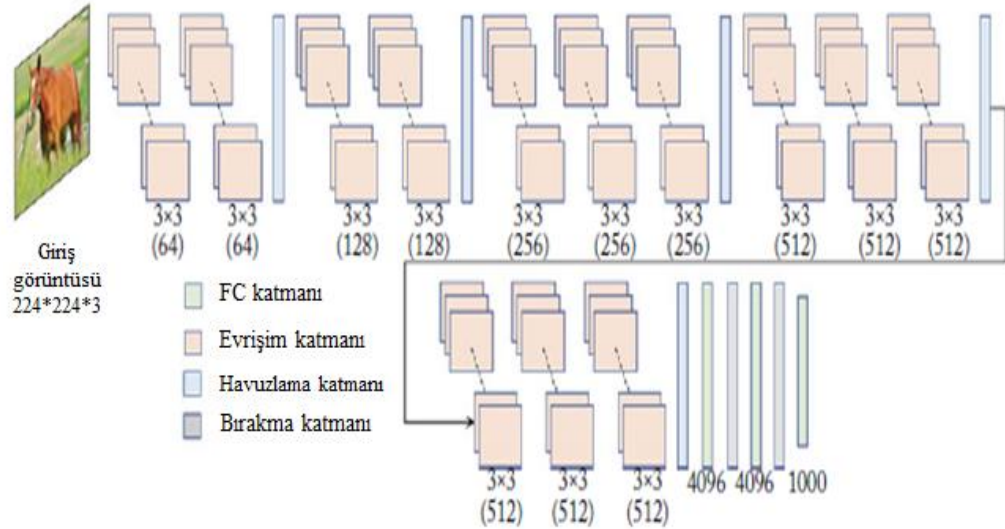 3×3 3×3 3×3 3×3 3×3 3×3 3×3 3×3 3×3 3×3
(64) (64) (128) (128) (256) (256) (256) (512) (512) (512)
Giriş
görüntüsü
224*224*3
FC katmanı
Evrişim katmanı
Havuzlama katmanı
Bırakma katmanı
3×3 3×3 3×3 4096 4096 1000
(512) (512) (512)